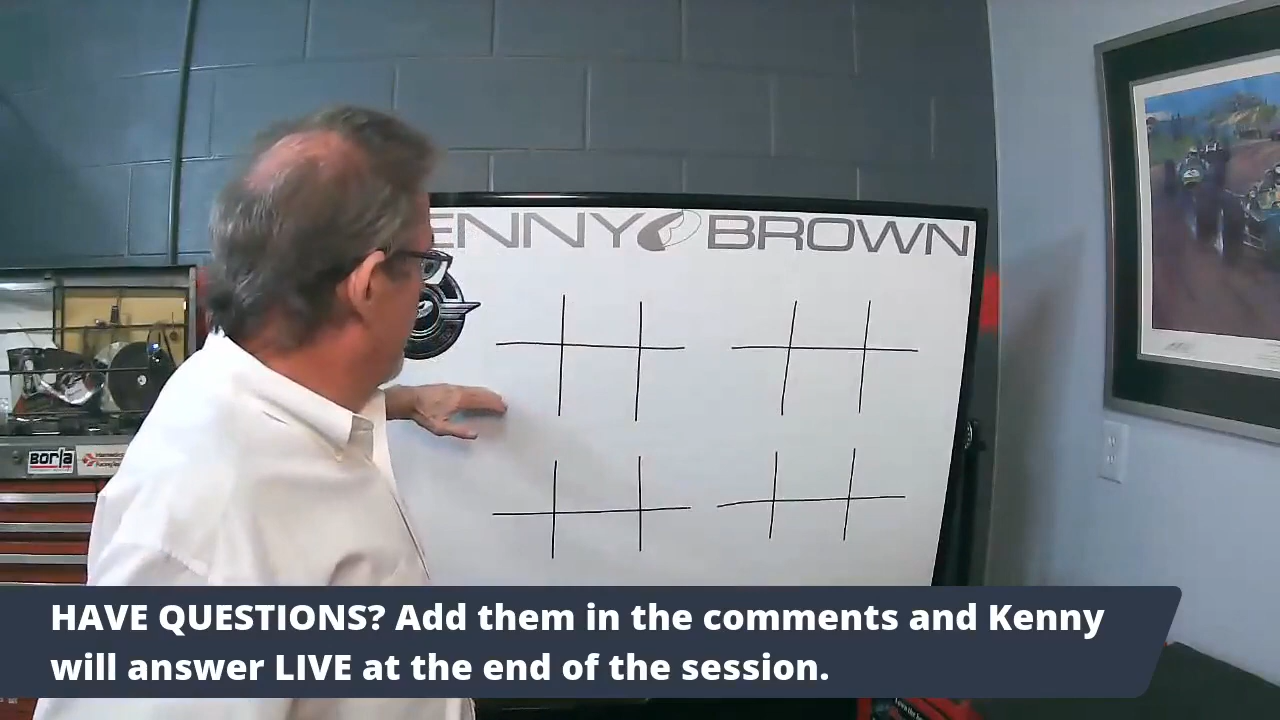 ENNY BROWN
BORLA
HAVE QUESTIONS? Add them in the comments and Kenny
will answer LIVE at the end of the session.